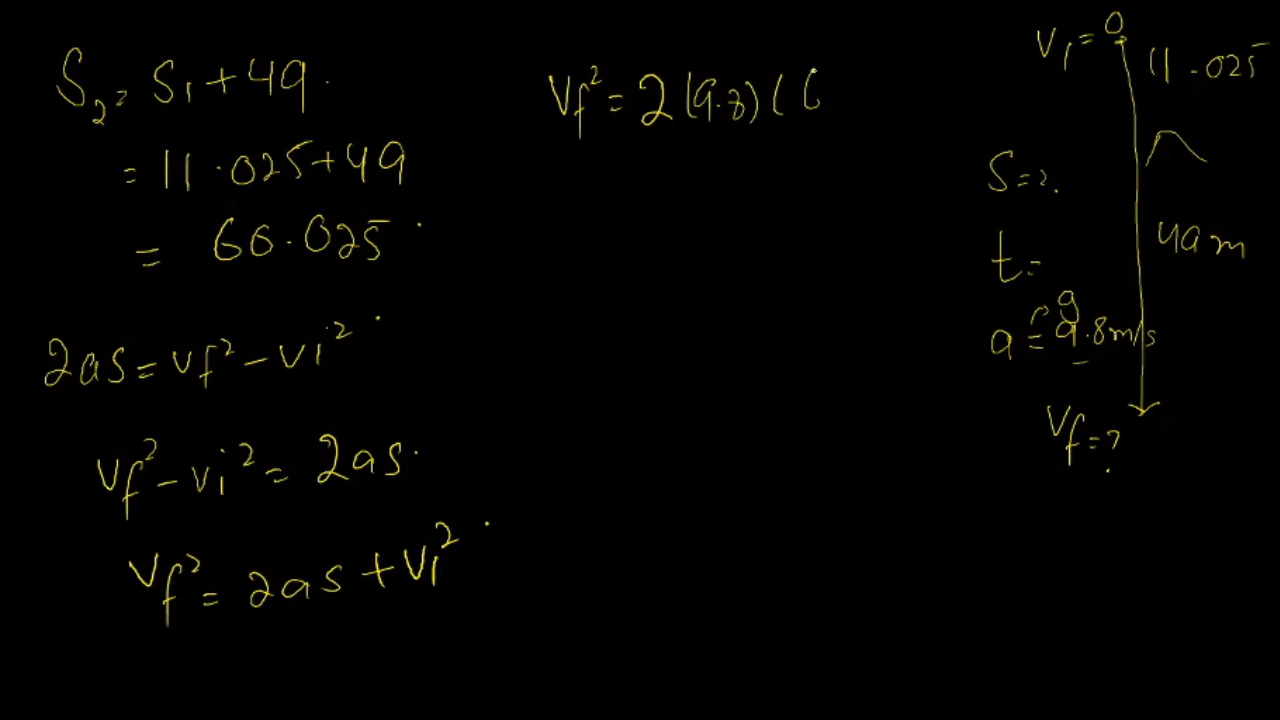 S₂ = S₁ + 49
= 11.025 + 49
= 60.025
2as = vf² - vi²
vf² - vi² = 2as
vf² = 2as + vi²
Vf² = 2 (9.8) ( 6
Vi = 0
11.025
S = ?
49 m
t =
g
a = 9.8 m/s
Vf = ?